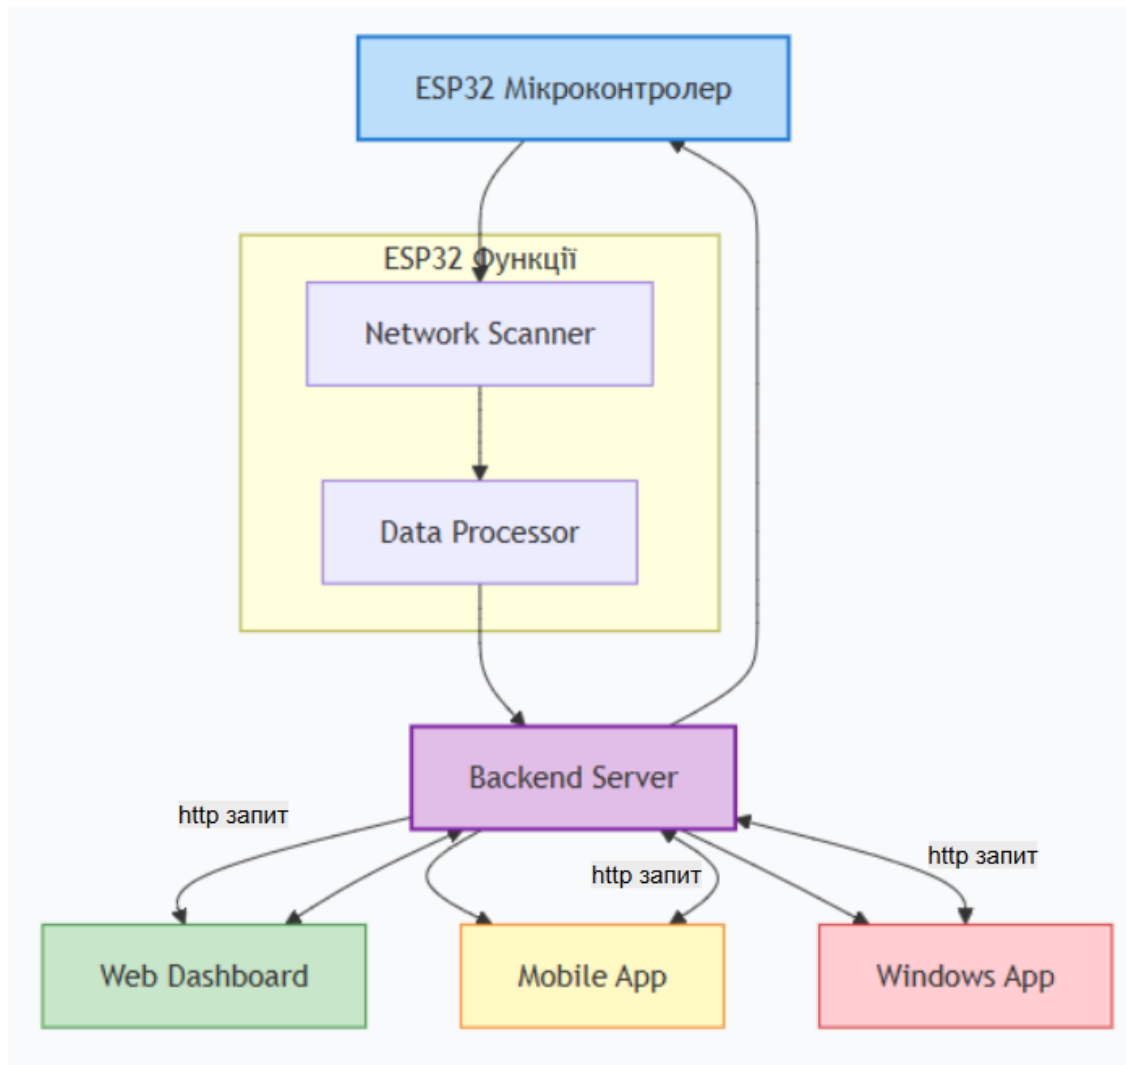 ESP32 Мікроконтролер
ESP32 Функції
Network Scanner
Data Processor
Backend Server
http запит
http запит
http запит
Web Dashboard
Mobile App
Windows App